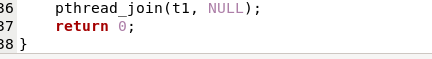 36    pthread_join(t1, NULL);
37    return 0;
38 }